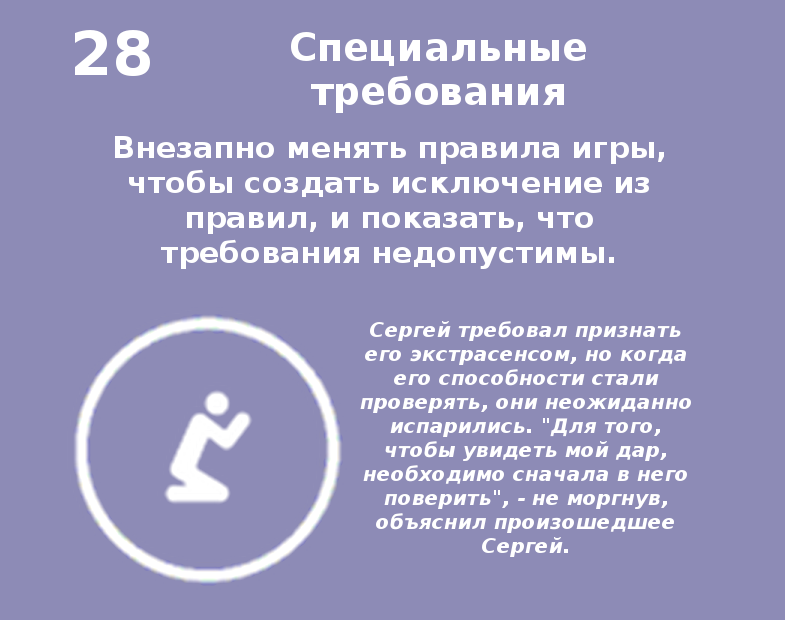 28
Специальные
требования
Внезапно менять правила игры,
чтобы создать исключение из
правил, и показать, что
требования недопустимы.
Сергей требовал признать
его экстрасенсом, но когда
его способности стали
проверять, они неожиданно
испарились. "Для того,
чтобы увидеть мой дар,
необходимо сначала в него
поверить", - не моргнув,
объяснил произошедшее
Сергей.